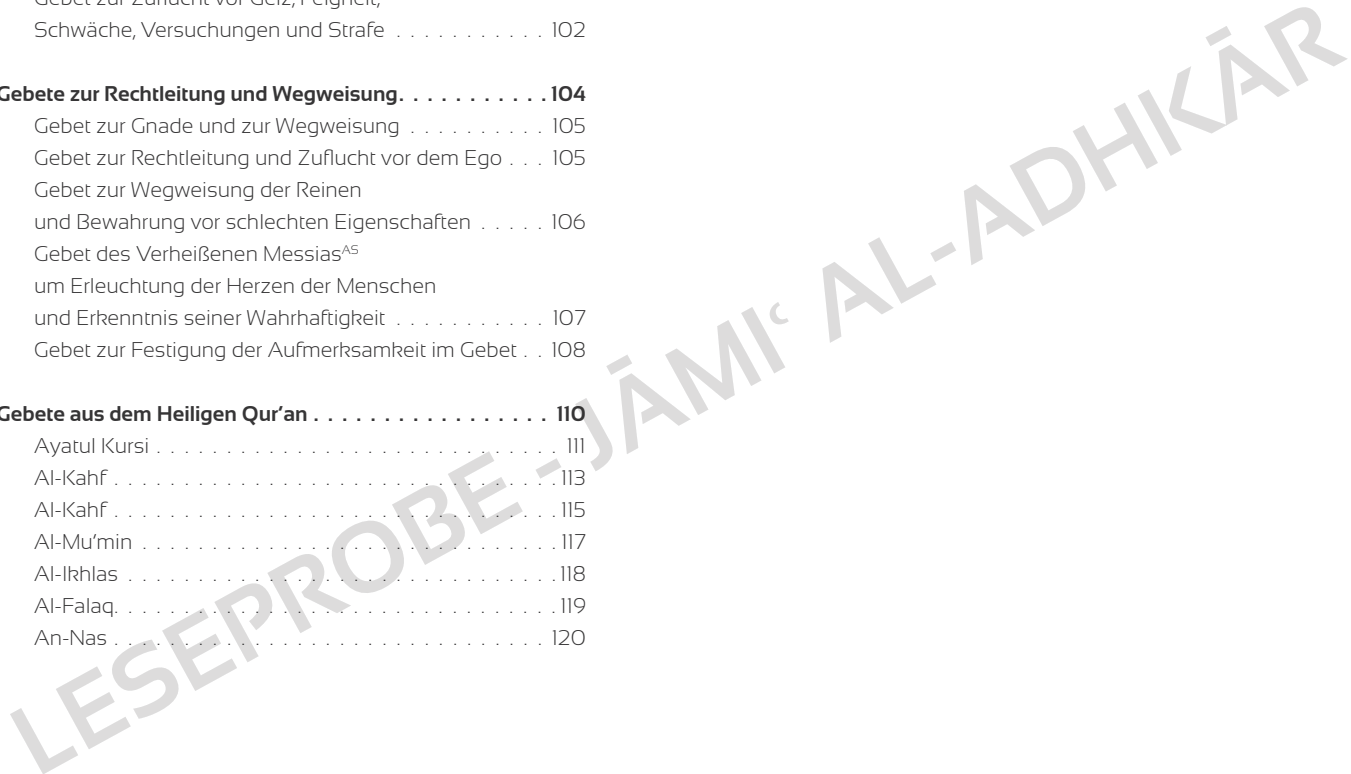 Gebet zur Zuflucht vor Geiz, Feigheit,
Schwäche, Versuchungen und Strafe . . . . . . . . . . . 102
Gebete zur Rechtleitung und Wegweisung. . . . . . . . . . . 104
Gebet zur Gnade und zur Wegweisung . . . . . . . . . . 105
Gebet zur Rechtleitung und Zuflucht vor dem Ego . . . 105
Gebet zur Wegweisung der Reinen
und Bewahrung vor schlechten Eigenschaften . . . . . 106
Gebet des Verheißenen Messias^AS
um Erleuchtung der Herzen der Menschen
und Erkenntnis seiner Wahrhaftigkeit . . . . . . . . . . . 107
Gebet zur Festigung der Aufmerksamkeit im Gebet . . 108
Gebete aus dem Heiligen Qur’an . . . . . . . . . . . . . . . . . 110
Ayatul Kursi . . . . . . . . . . . . . . . . . . . . . . . . . . . . . 111
Al-Kahf . . . . . . . . . . . . . . . . . . . . . . . . . . . . . . . . 113
Al-Kahf . . . . . . . . . . . . . . . . . . . . . . . . . . . . . . . . 115
Al-Mu’min . . . . . . . . . . . . . . . . . . . . . . . . . . . . . . 117
Al-Ikhlas . . . . . . . . . . . . . . . . . . . . . . . . . . . . . . . 118
Al-Falaq. . . . . . . . . . . . . . . . . . . . . . . . . . . . . . . . 119
An-Nas . . . . . . . . . . . . . . . . . . . . . . . . . . . . . . . 120
LESEPROBE - JĀMIʿ AL-ADHKĀR